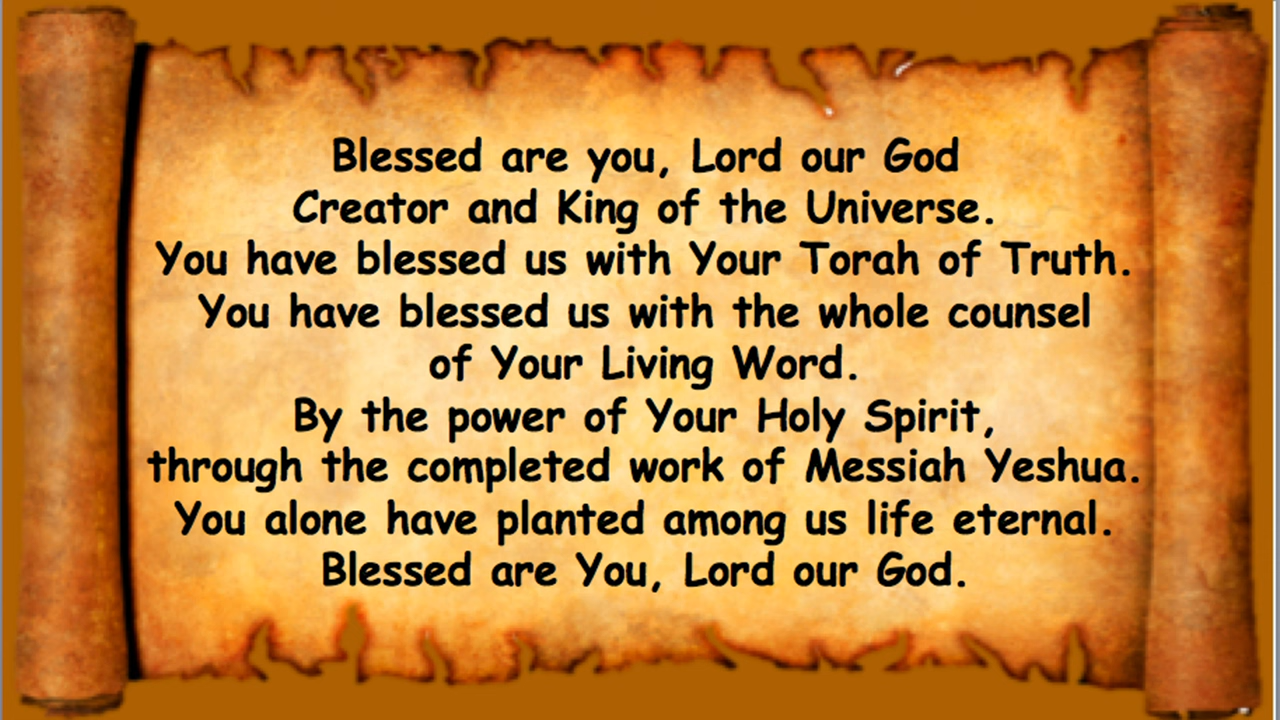 Blessed are you, Lord our God
Creator and King of the Universe.
You have blessed us with Your Torah of Truth.
You have blessed us with the whole counsel
of Your Living Word.
By the power of Your Holy Spirit,
through the completed work of Messiah Yeshua.
You alone have planted among us life eternal.
Blessed are You, Lord our God.